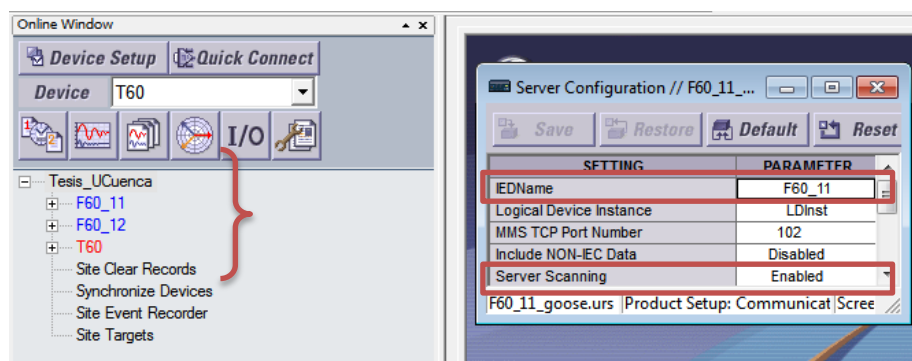 Online Window
Device Setup Quick Connect
Device T60
I/O
Tesis_UCuenca
F60_11
F60_12
T60
Site Clear Records
Synchronize Devices
Site Event Recorder
Site Targets
Server Configuration // F60_11_...
Save Restore Default Reset
SETTING PARAMETER
IEDName F60_11
Logical Device Instance LDInst
MMS TCP Port Number 102
Include NON-IEC Data Disabled
Server Scanning Enabled
F60_11_goose.urs Product Setup: Communicat Scree